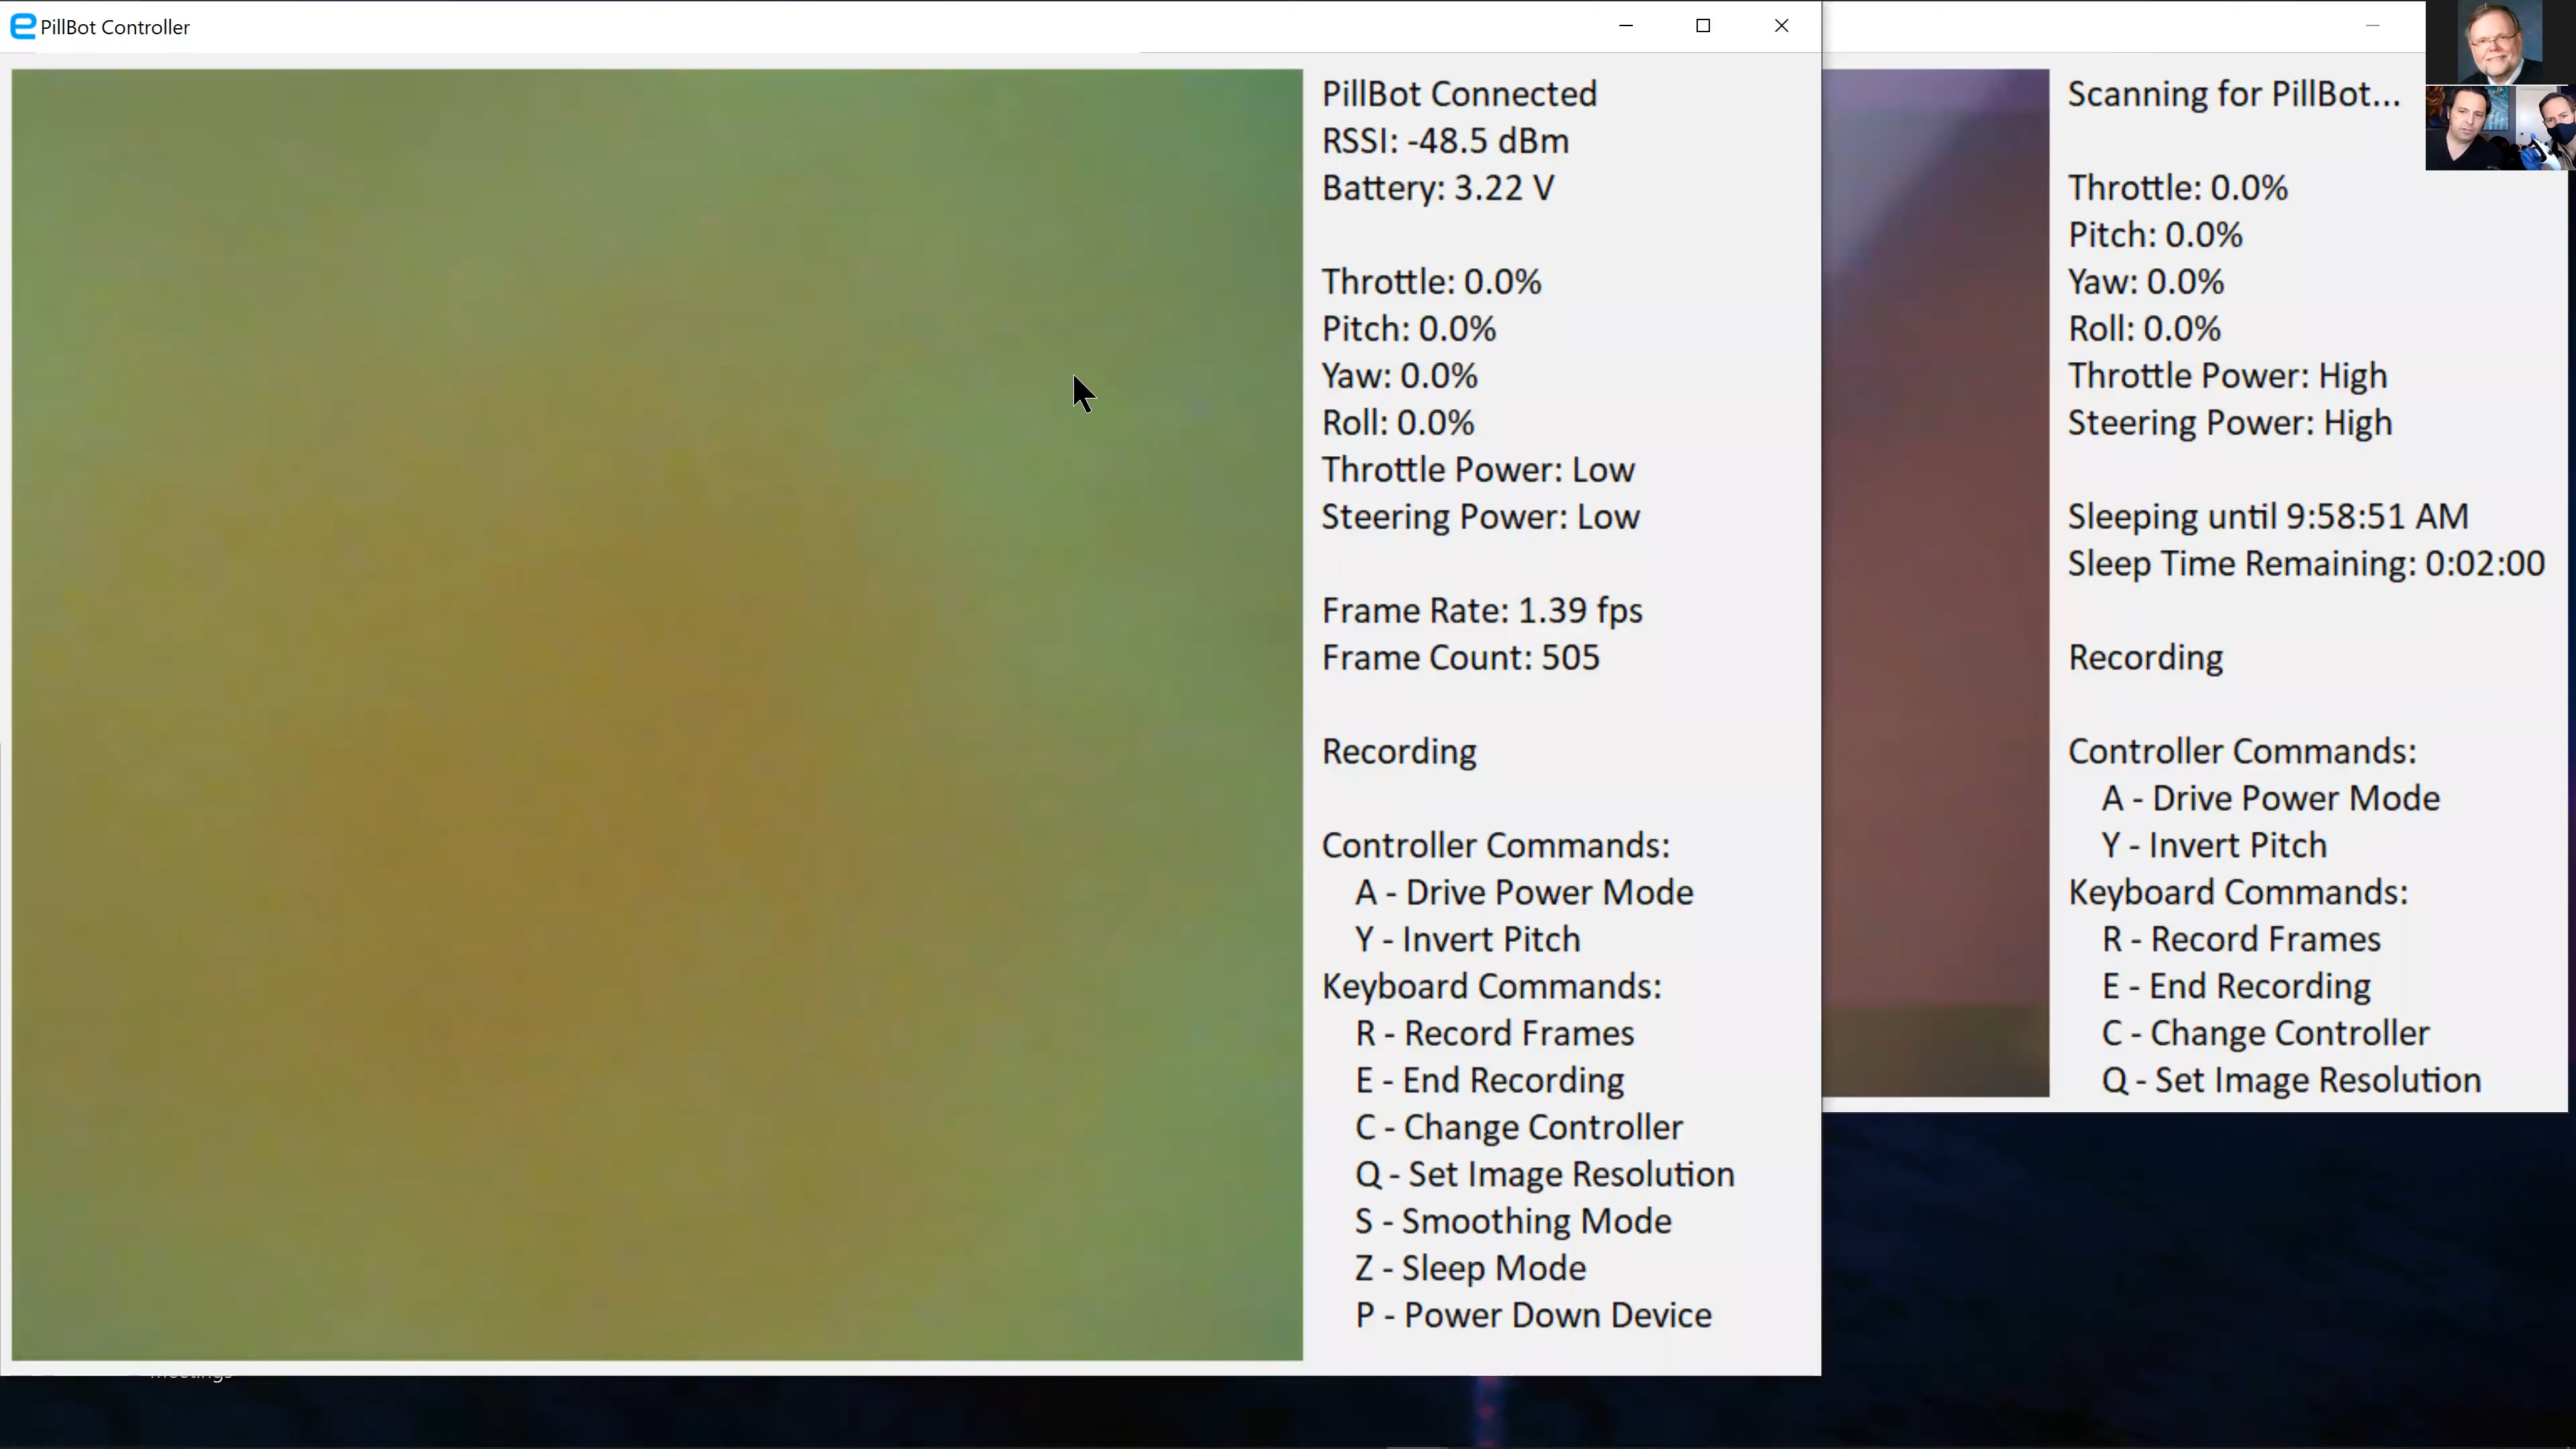 PillBot Controller
PillBot Connected
RSSI: -48.5 dBm
Battery: 3.22 V
Throttle: 0.0%
Pitch: 0.0%
Yaw: 0.0%
Roll: 0.0%
Throttle Power: Low
Steering Power: Low
Frame Rate: 1.39 fps
Frame Count: 505
Recording
Controller Commands:
A - Drive Power Mode
Y - Invert Pitch
Keyboard Commands:
R - Record Frames
E - End Recording
C - Change Controller
Q - Set Image Resolution
S - Smoothing Mode
Z - Sleep Mode
P - Power Down Device
Scanning for PillBot...
Throttle: 0.0%
Pitch: 0.0%
Yaw: 0.0%
Roll: 0.0%
Throttle Power: High
Steering Power: High
Sleeping until 9:58:51 AM
Sleep Time Remaining: 0:02:00
Recording
Controller Commands:
A - Drive Power Mode
Y - Invert Pitch
Keyboard Commands:
R - Record Frames
E - End Recording
C - Change Controller
Q - Set Image Resolution